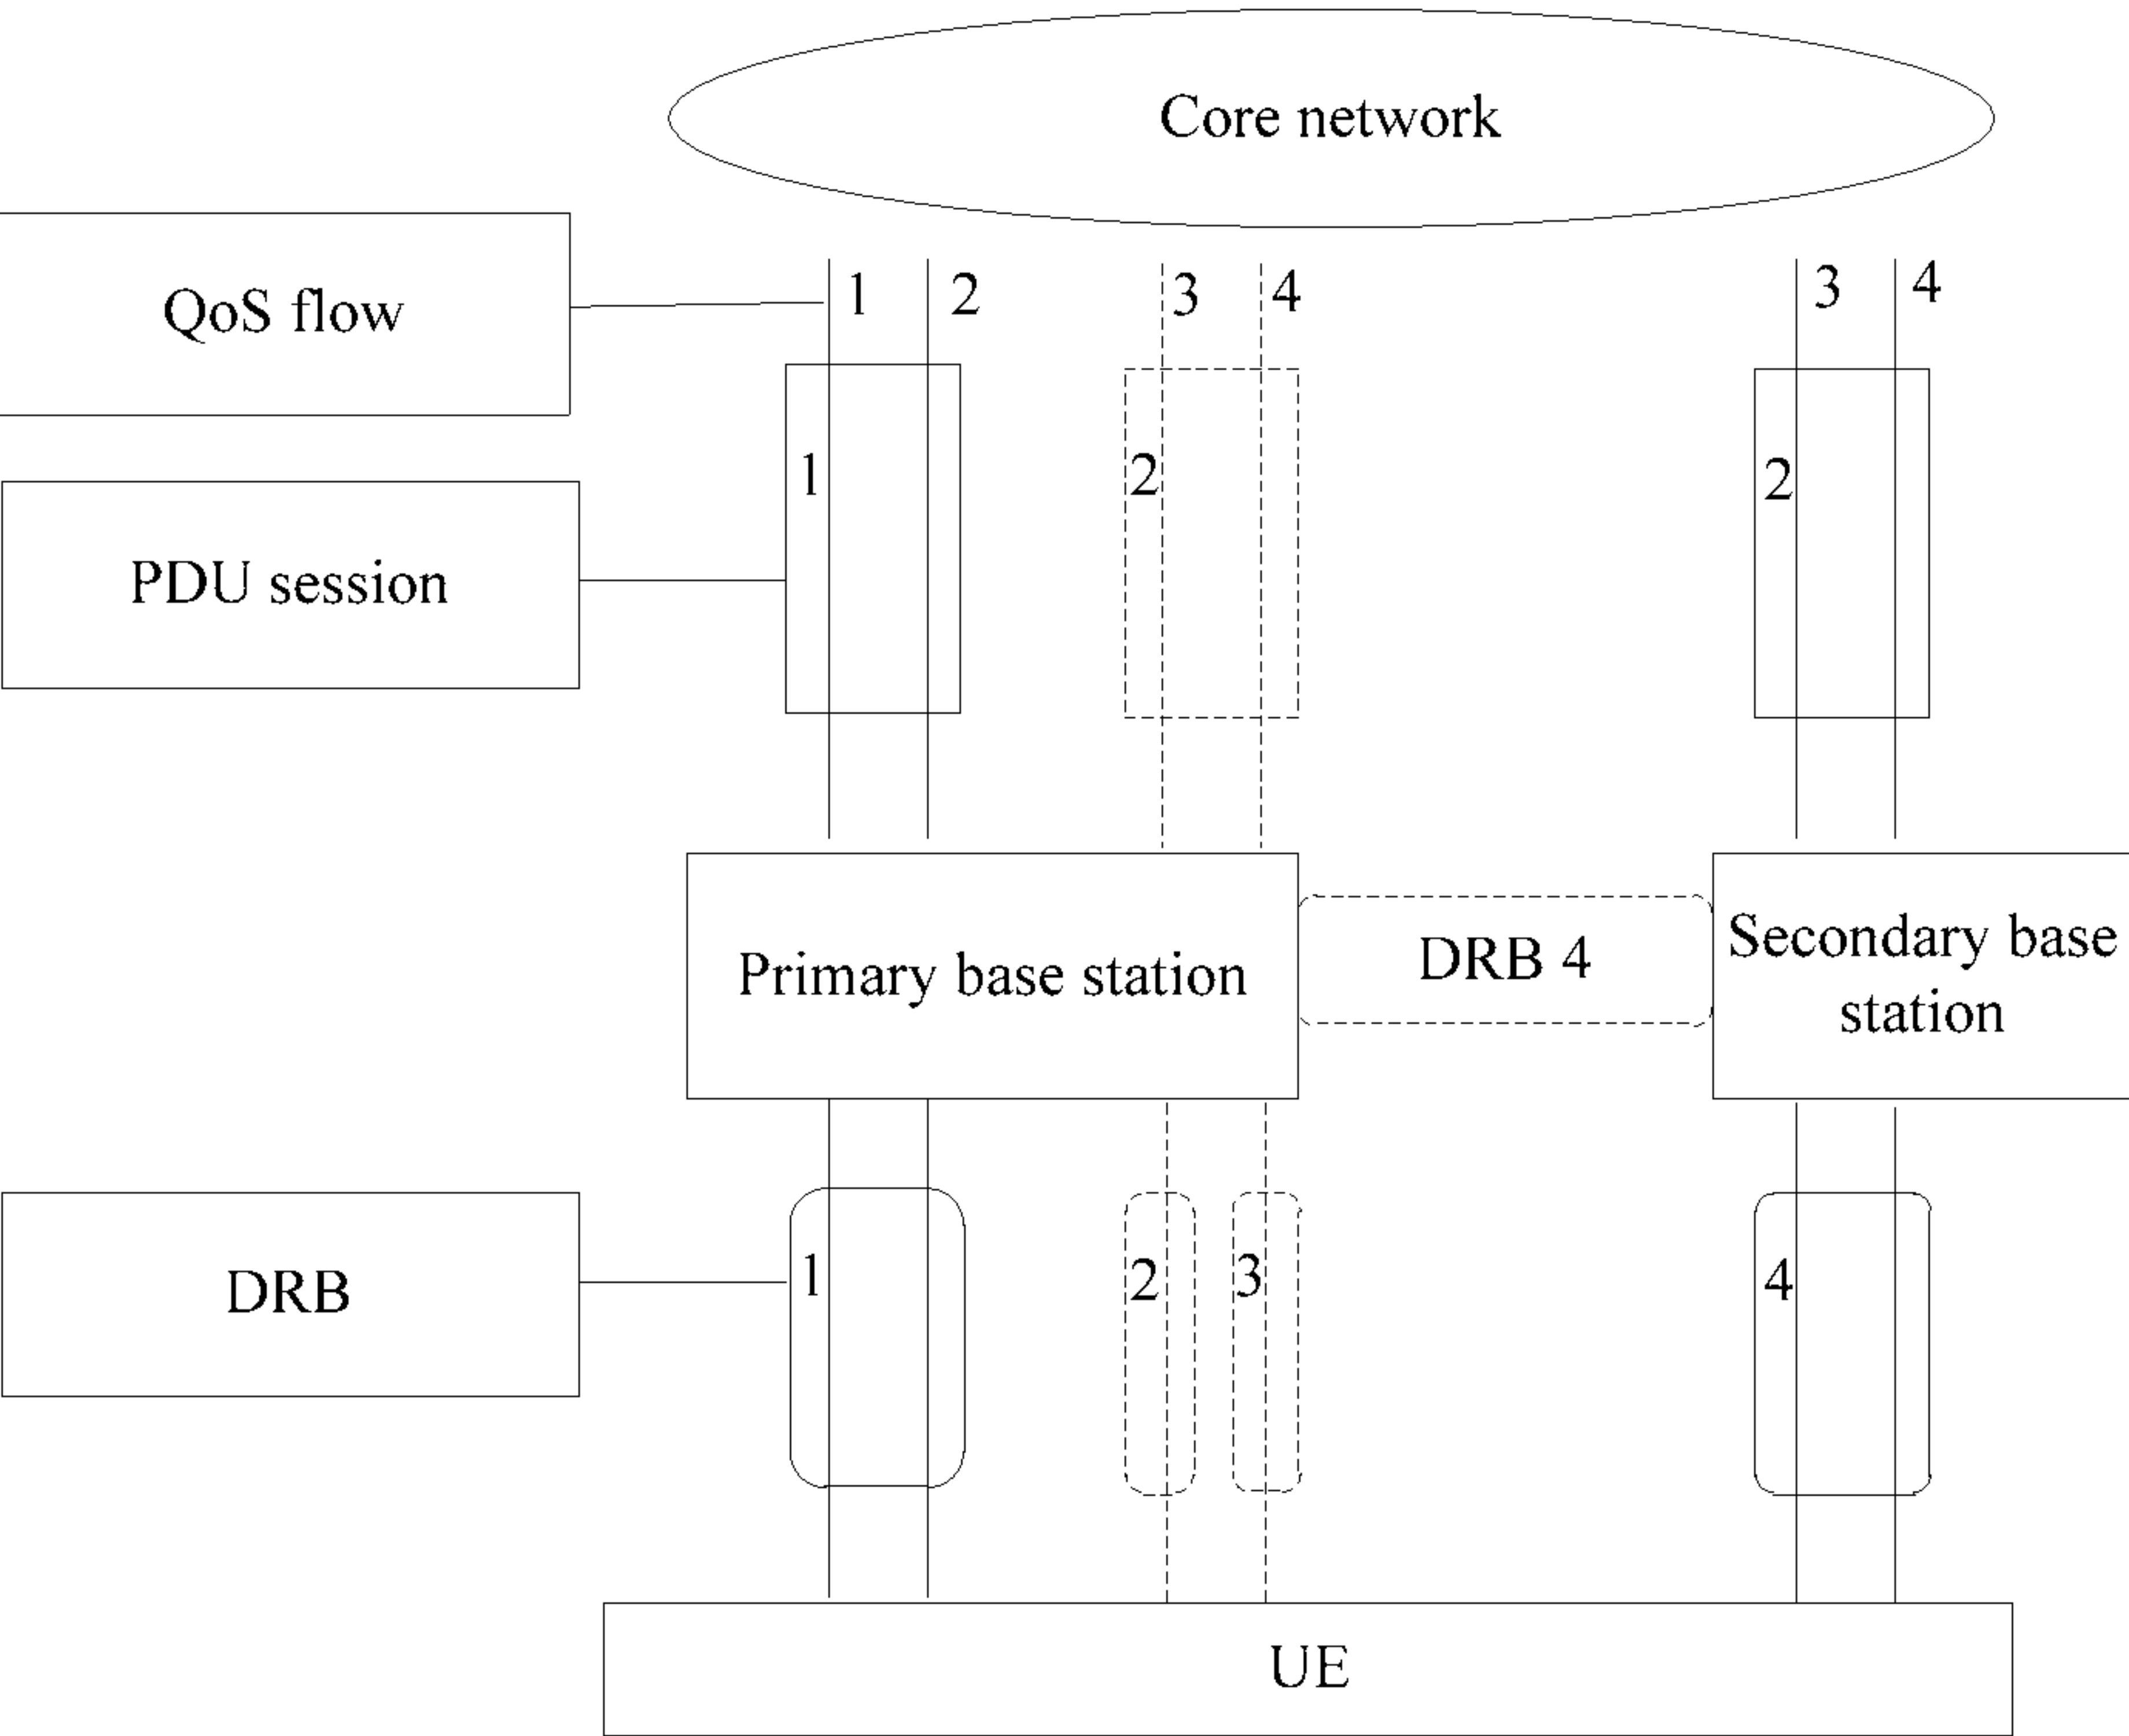 Core network
QoS flow
1 2 3 4 3 4
PDU session
1 2 2
Primary base station
DRB 4
Secondary base
station
DRB
1 2 3 4
UE